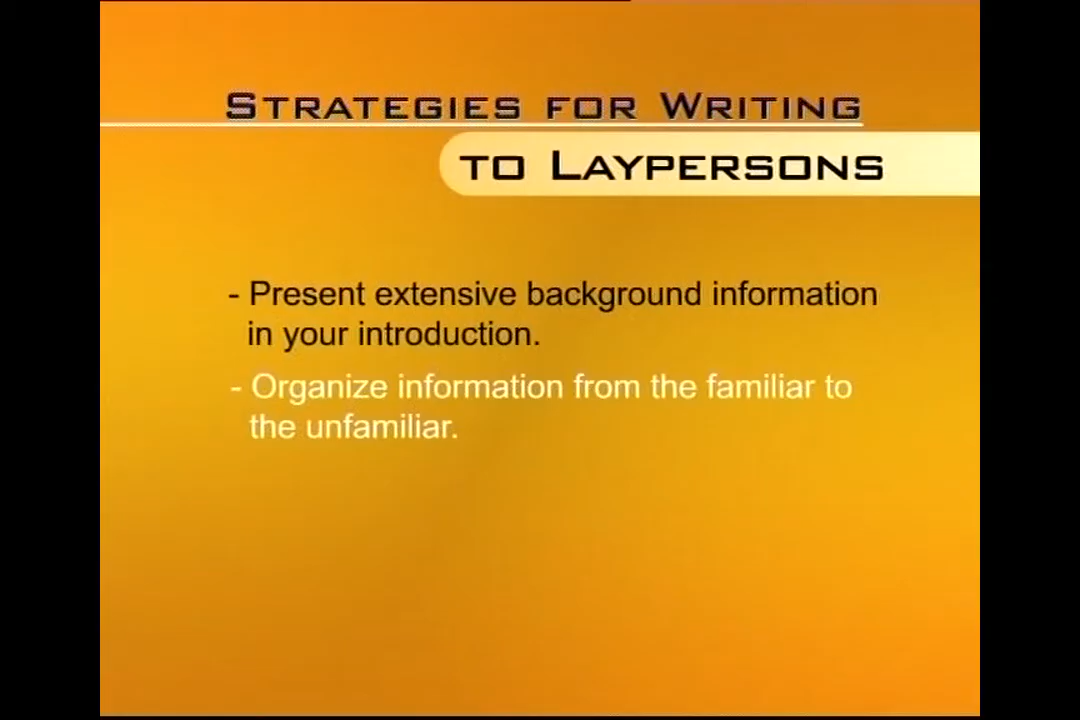 Strategies for Writing
to Laypersons
- Present extensive background information
in your introduction.
- Organize information from the familiar to
the unfamiliar.